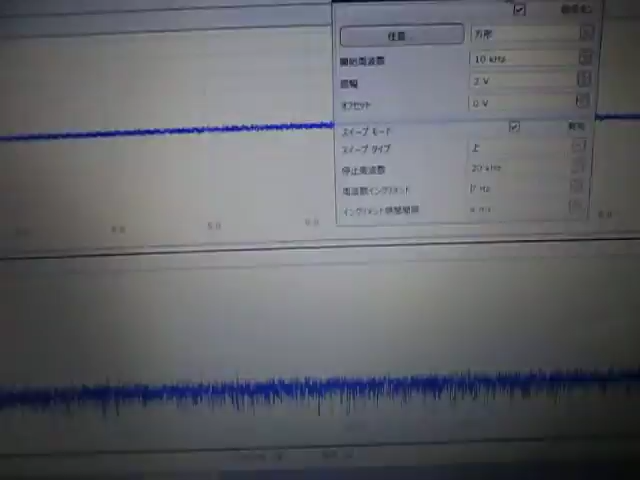 任意...
方形
開始周波数
10 kHz
振幅
2 V
オフセット
0 V
スイープ モード
有効
スイープ タイプ
上
停止周波数
20 kHz
周波数インクリメント
インクリメント時間間隔